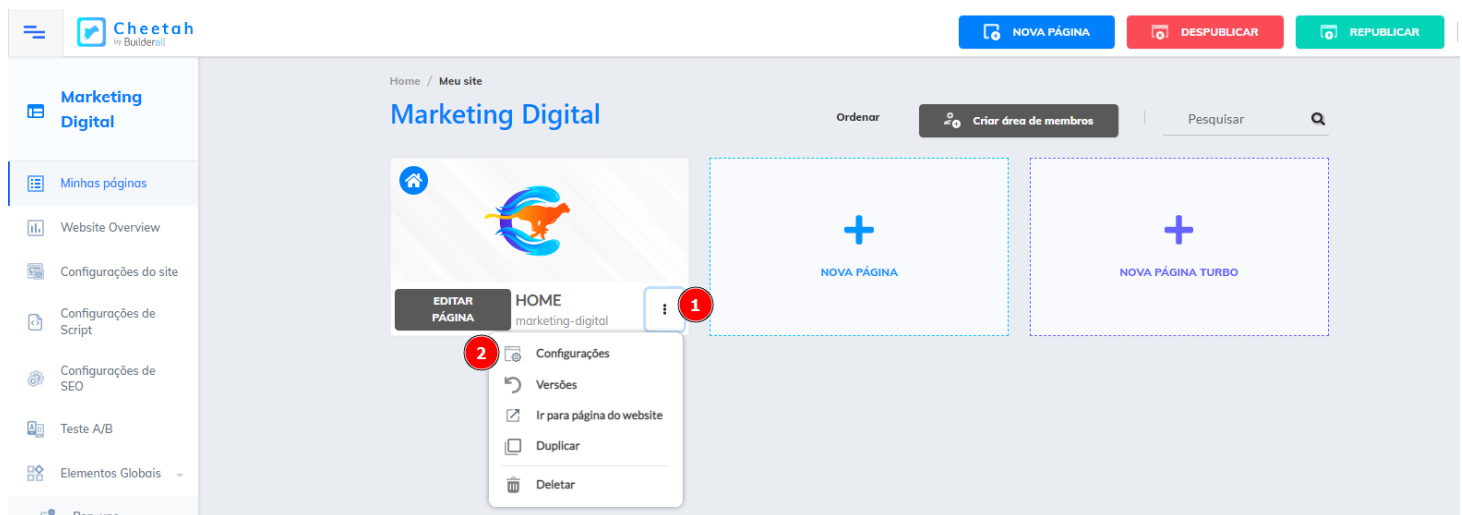 Cheetah
by Builderall
NOVA PÁGINA
DESPUBLICAR
REPUBLICAR
Marketing
Digital
Minhas páginas
Website Overview
Configurações do site
Configurações de
Script
Configurações de
SEO
Teste A/B
Elementos Globais
Home / Meu site
Marketing Digital
Ordenar
Criar área de membros
Pesquisar
EDITAR
PÁGINA
HOME
marketing-digital
1
2
Configurações
Versões
Ir para página do website
Duplicar
Deletar
NOVA PÁGINA
NOVA PÁGINA TURBO